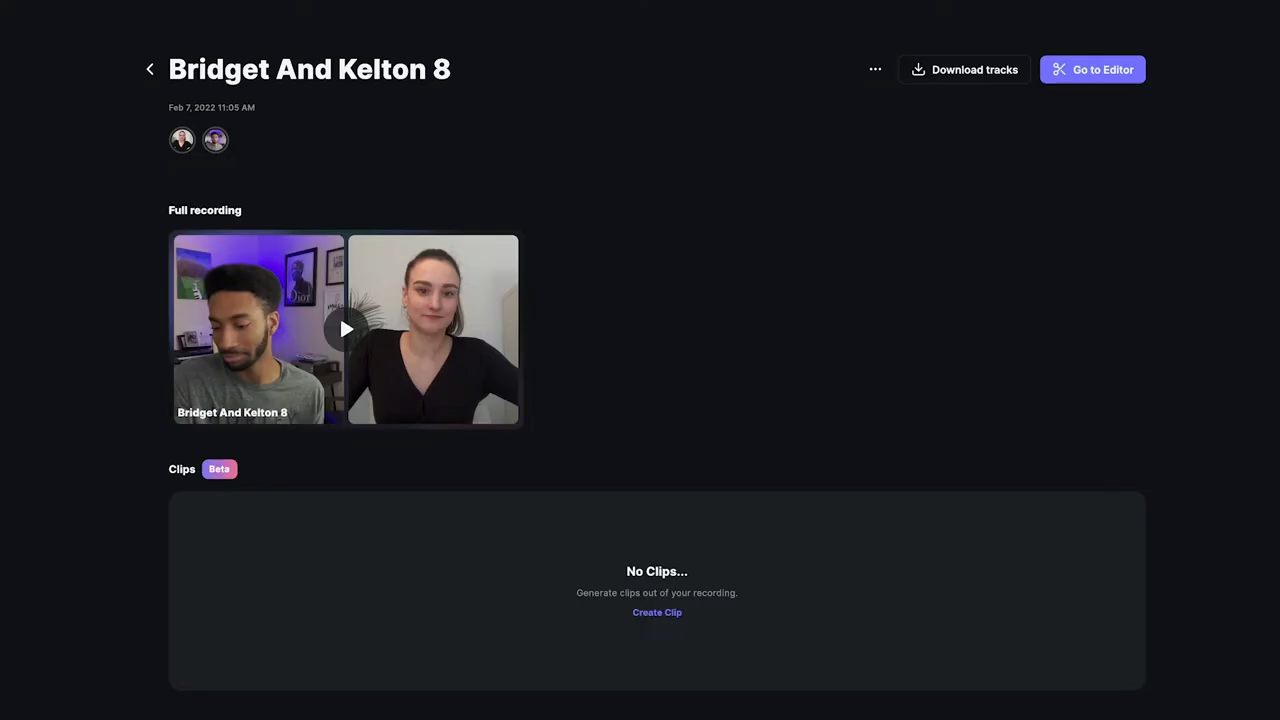 Bridget And Kelton 8
Download tracks
Go to Editor
Feb 7, 2022 11:05 AM
Full recording
Dior
Bridget And Kelton 8
Clips
Beta
No Clips...
Generate clips out of your recording.
Create Clip